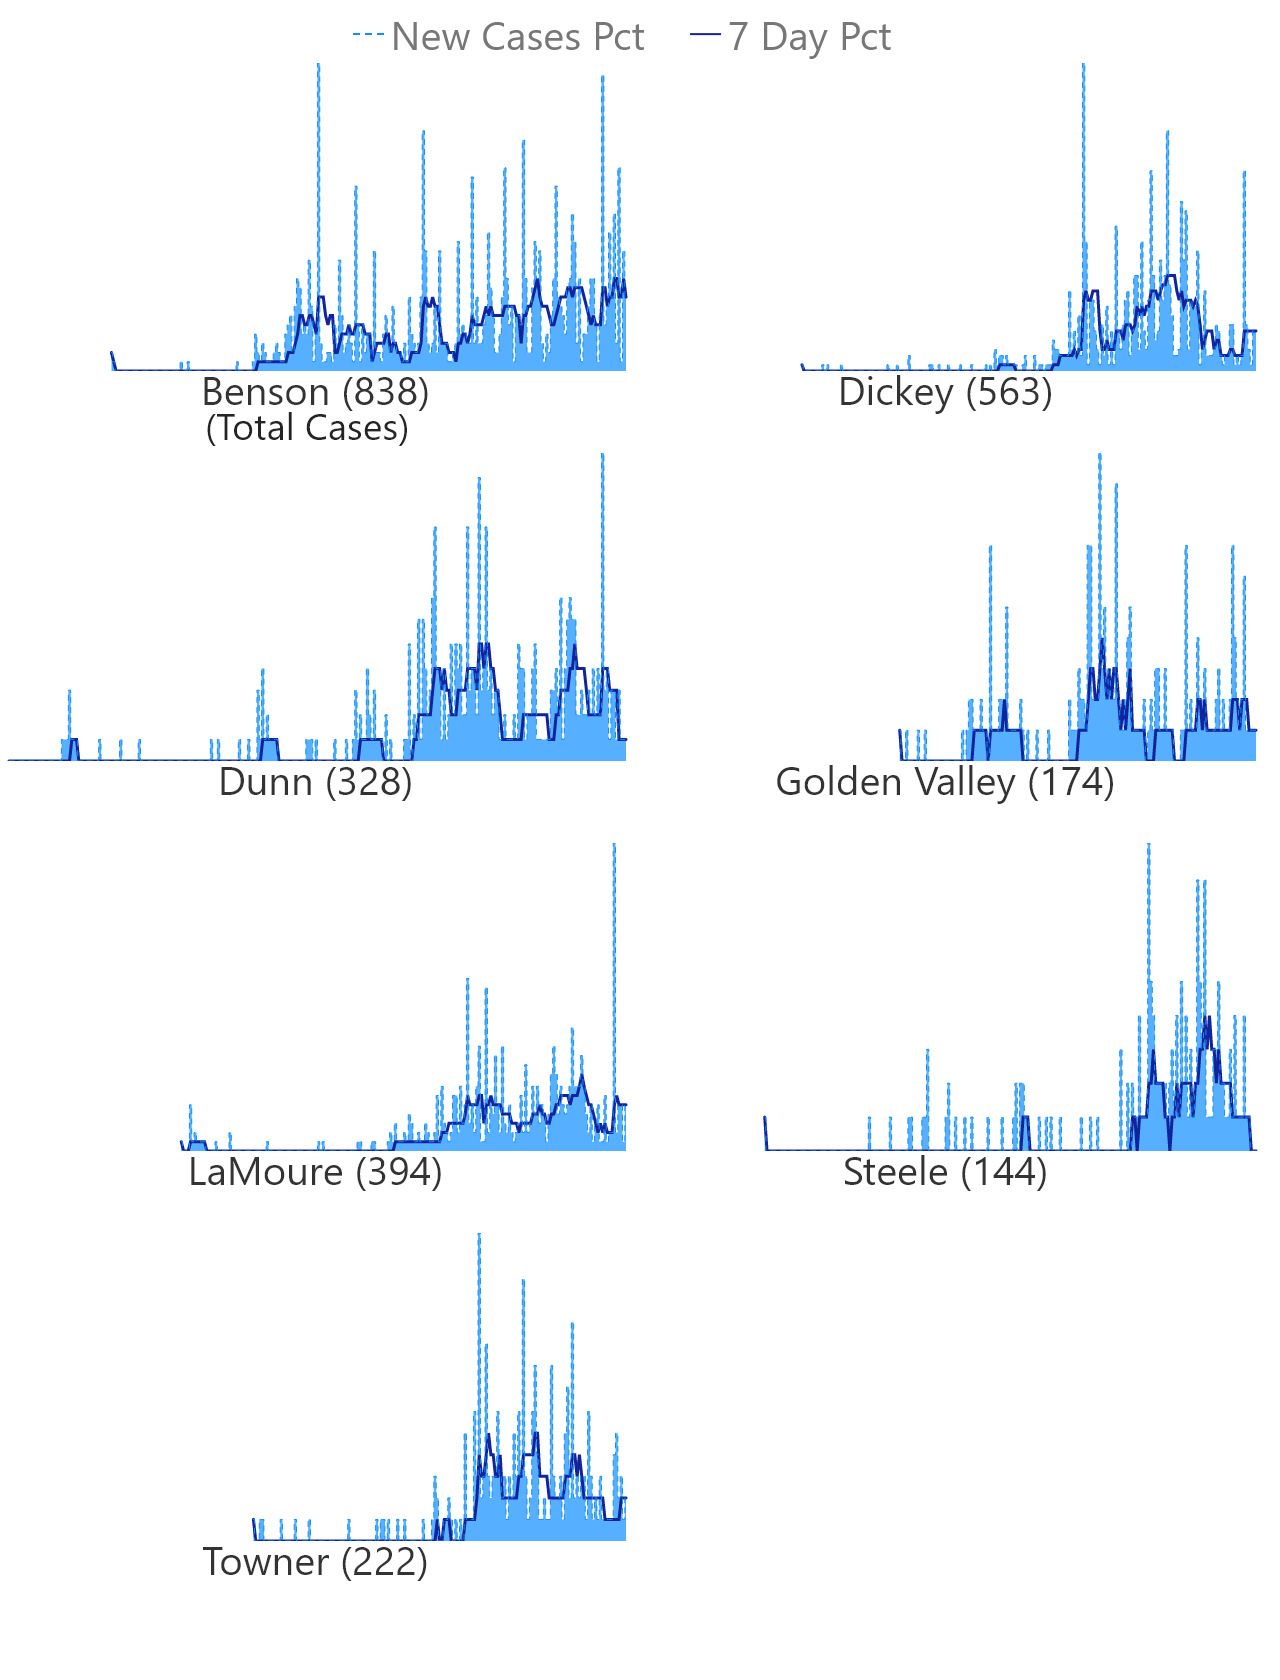 New Cases Pct 7 Day Pct
Benson (838)
(Total Cases)
Dickey (563)
Dunn (328)
Golden Valley (174)
LaMoure (394)
Steele (144)
Towner (222)